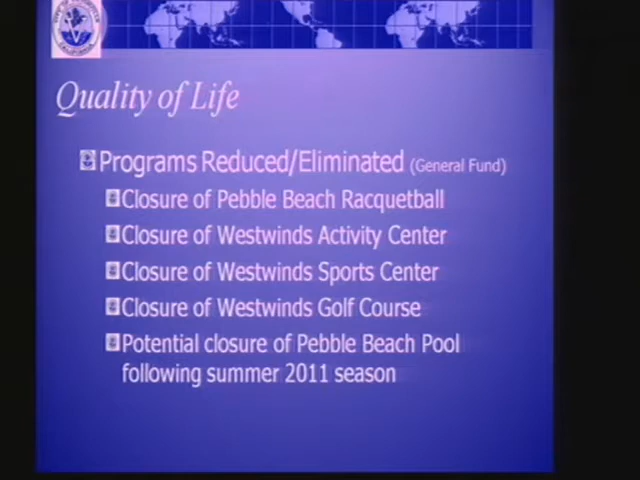 Quality of Life
Programs Reduced/Eliminated (General Fund)
Closure of Pebble Beach Racquetball
Closure of Westwinds Activity Center
Closure of Westwinds Sports Center
Closure of Westwinds Golf Course
Potential closure of Pebble Beach Pool
following summer 2011 season